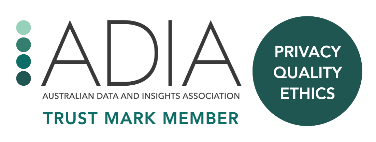 ADIA
AUSTRALIAN DATA AND INSIGHTS ASSOCIATION
TRUST MARK MEMBER
PRIVACY
QUALITY
ETHICS